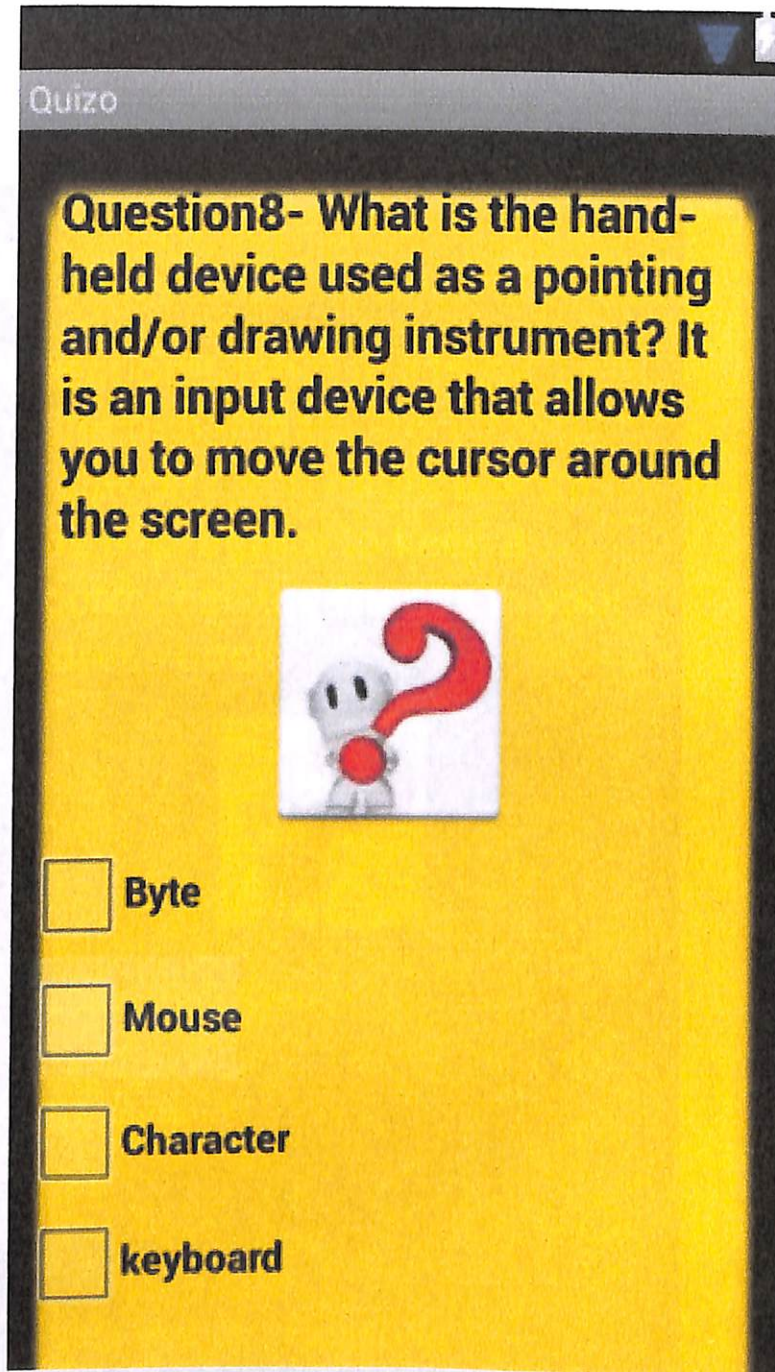 Quizo
Question8- What is the hand-
held device used as a pointing
and/or drawing instrument? It
is an input device that allows
you to move the cursor around
the screen.
Byte
Mouse
Character
keyboard